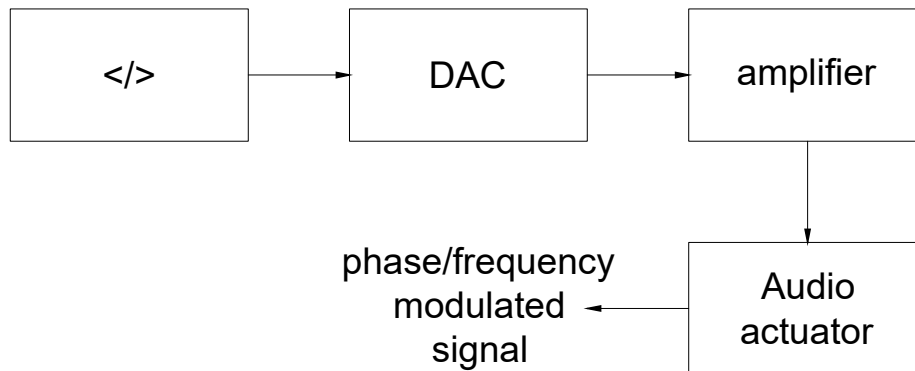 </>
DAC
amplifier
phase/frequency
modulated
signal
Audio
actuator